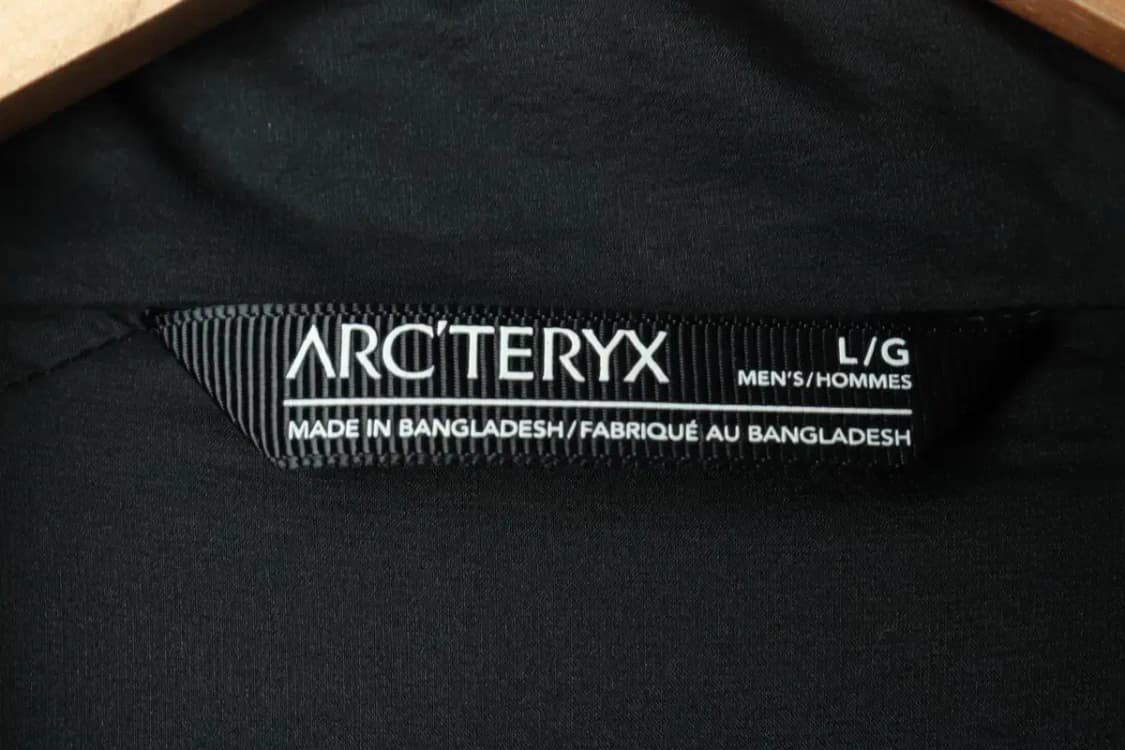 ARC'TERYX
L/G
MEN'S/HOMMES
MADE IN BANGLADESH/FABRIQUÉ AU BANGLADESH